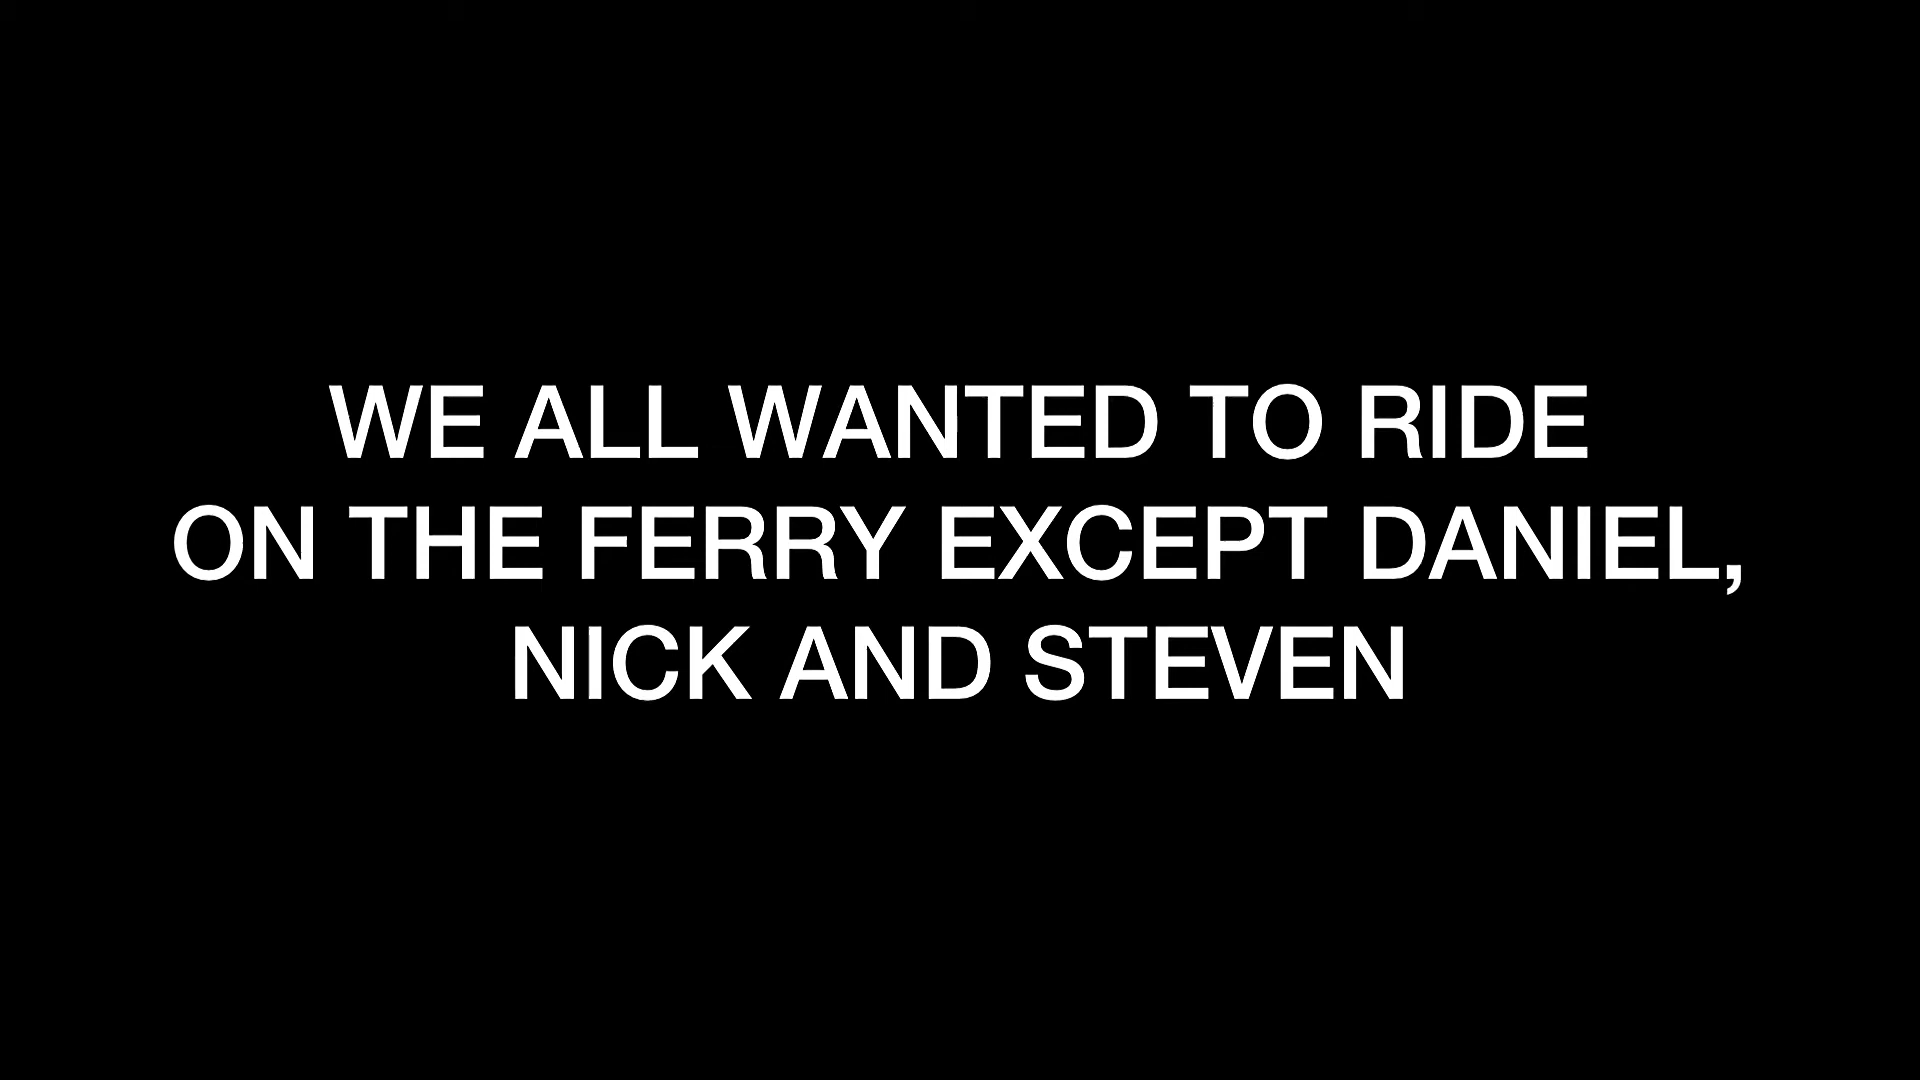 WE ALL WANTED TO RIDE
ON THE FERRY EXCEPT DANIEL,
NICK AND STEVEN